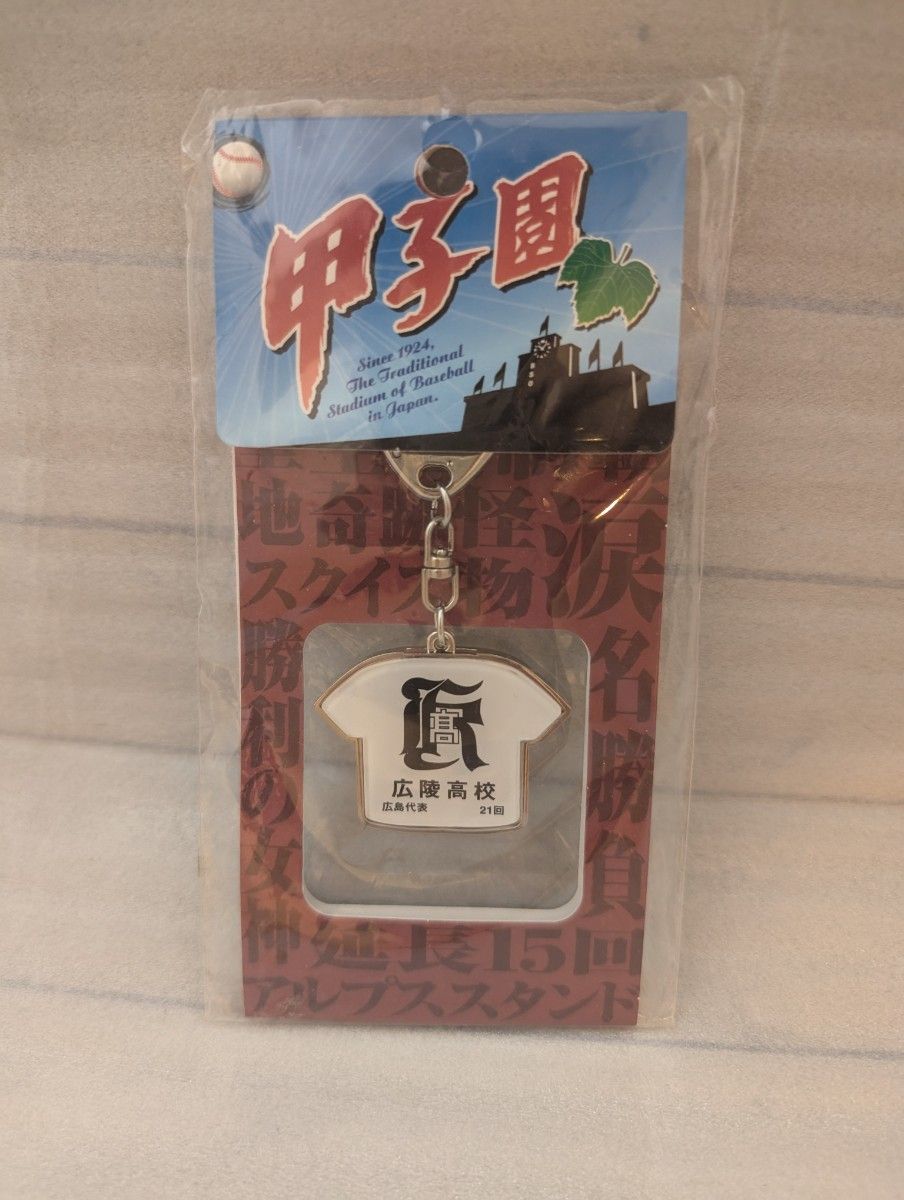 甲子園
Since 1924,
The Traditional
Stadium of Baseball
in Japan.
地奇跡怪
涙
スクイズ物
勝利の女神
名勝負
高
広陵高校
広島代表 21回
延長15回
アルプススタンド